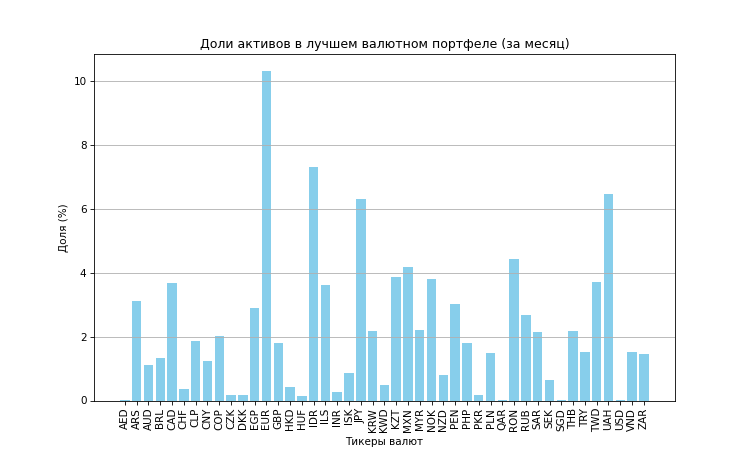 Доли активов в лучшем валютном портфеле (за месяц)
Доля (%)
10
8
6
4
2
0
AED ARS AUD BRL CAD CHF CLP CNY COP CZK DKK EGP EUR GBP HKD HUF IDR ILS INR ISK JPY KRW KWD KZT MXN MYR NOK NZD PEN PHP PKR PLN QAR RON RUB SAR SEK SGD THB TRY TWD UAH USD VND ZAR
Тикеры валют